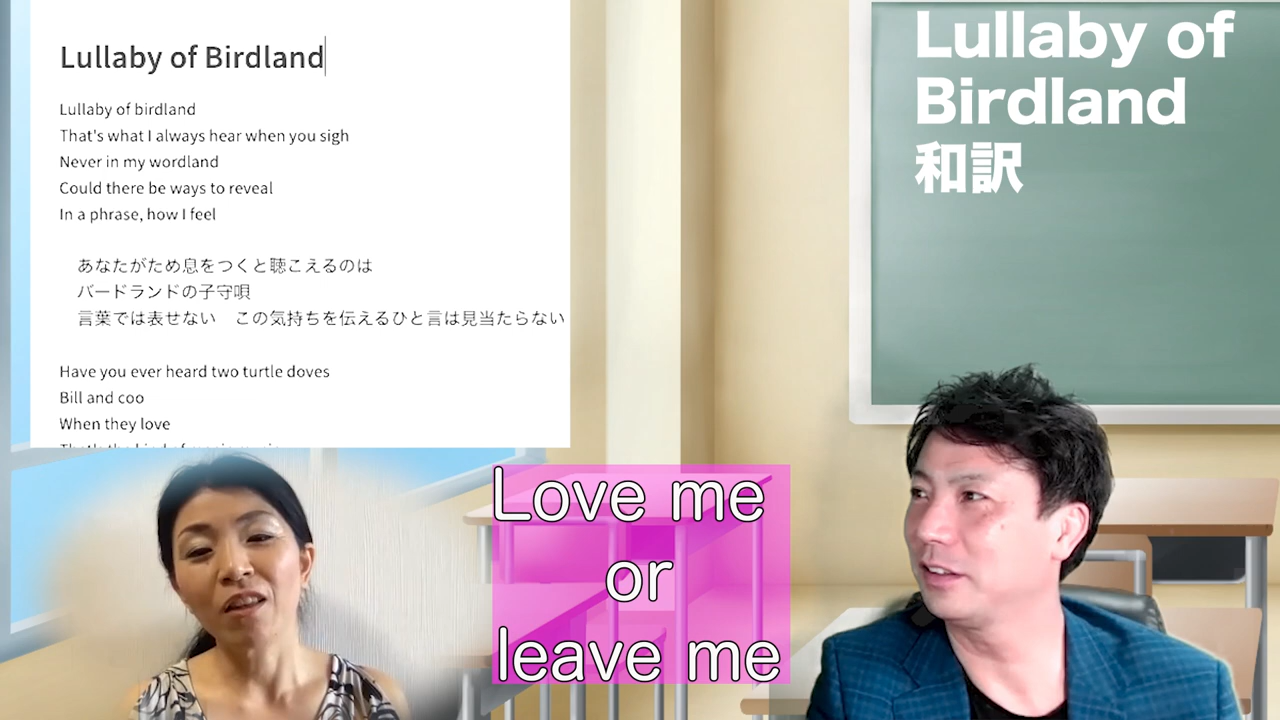 Lullaby of Birdland
Lullaby of birdland
That's what I always hear when you sigh
Never in my wordland
Could there be ways to reveal
In a phrase, how I feel
あなたがため息をつくと聴こえるのは
バードランドの子守唄
言葉では表せない　この気持ちを伝えるひと言は見当たらない
Have you ever heard two turtle doves
Bill and coo
When they love
Lullaby of
Birdland
和訳
Love me
or
leave me